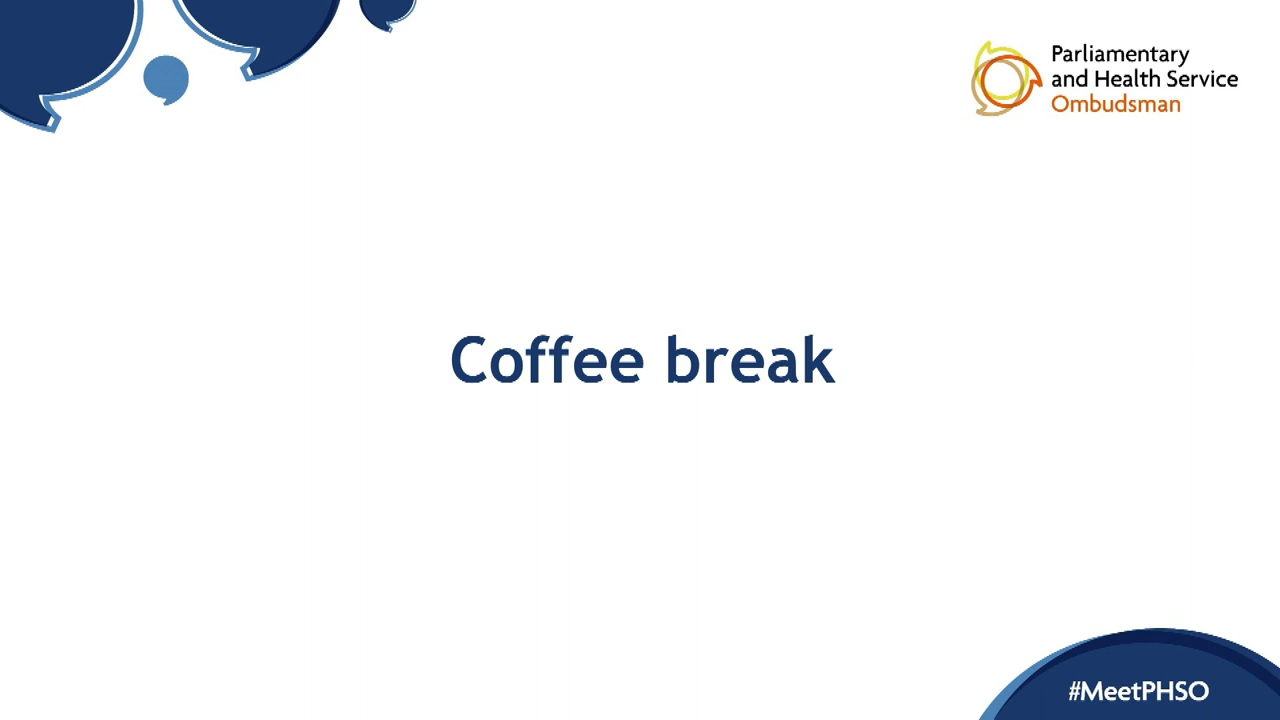 Parliamentary
and Health Service
Ombudsman
Coffee break
#MeetPHSO